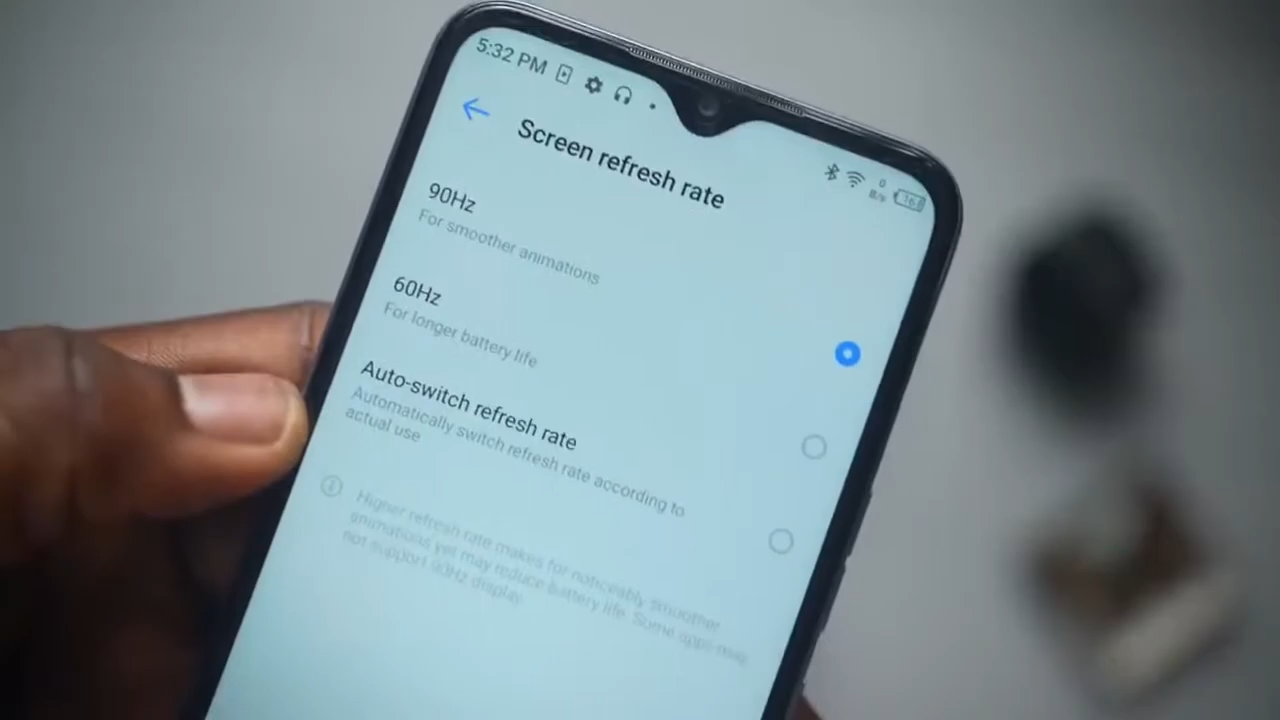 5:32 PM
0
B/s
Screen refresh rate
90Hz
For smoother animations
60Hz
For longer battery life
Auto-switch refresh rate
Automatically switch refresh rate according to
actual use
Higher refresh rate makes for noticeably smoother
animations yet may reduce battery life. Some apps may
not support 90Hz display.